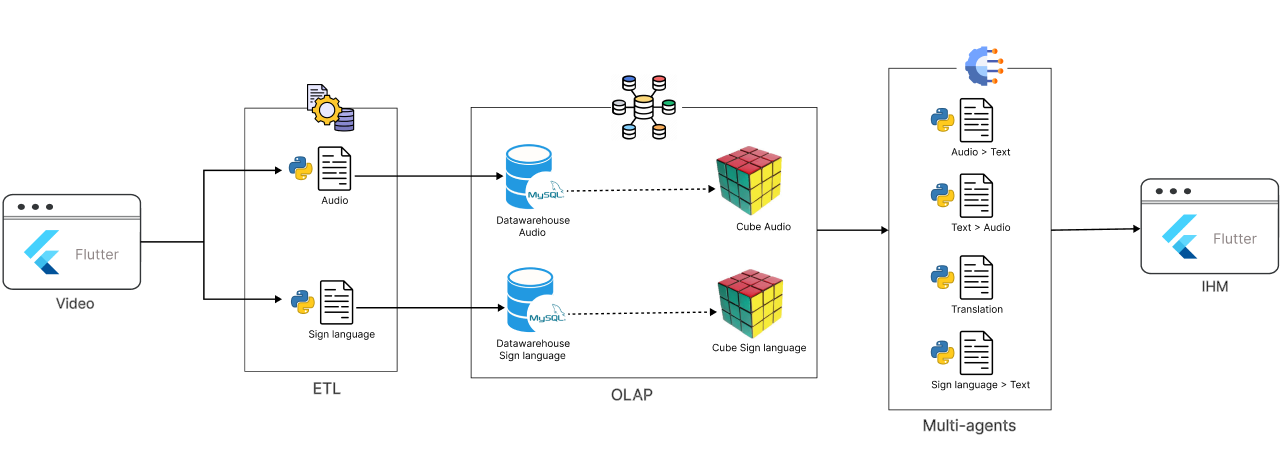 Flutter
Video
Audio
Sign language
ETL
MySQL
Datawarehouse
Audio
Cube Audio
MySQL
Datawarehouse
Sign language
Cube Sign language
OLAP
Audio > Text
Text > Audio
Translation
Sign language > Text
Multi-agents
Flutter
IHM